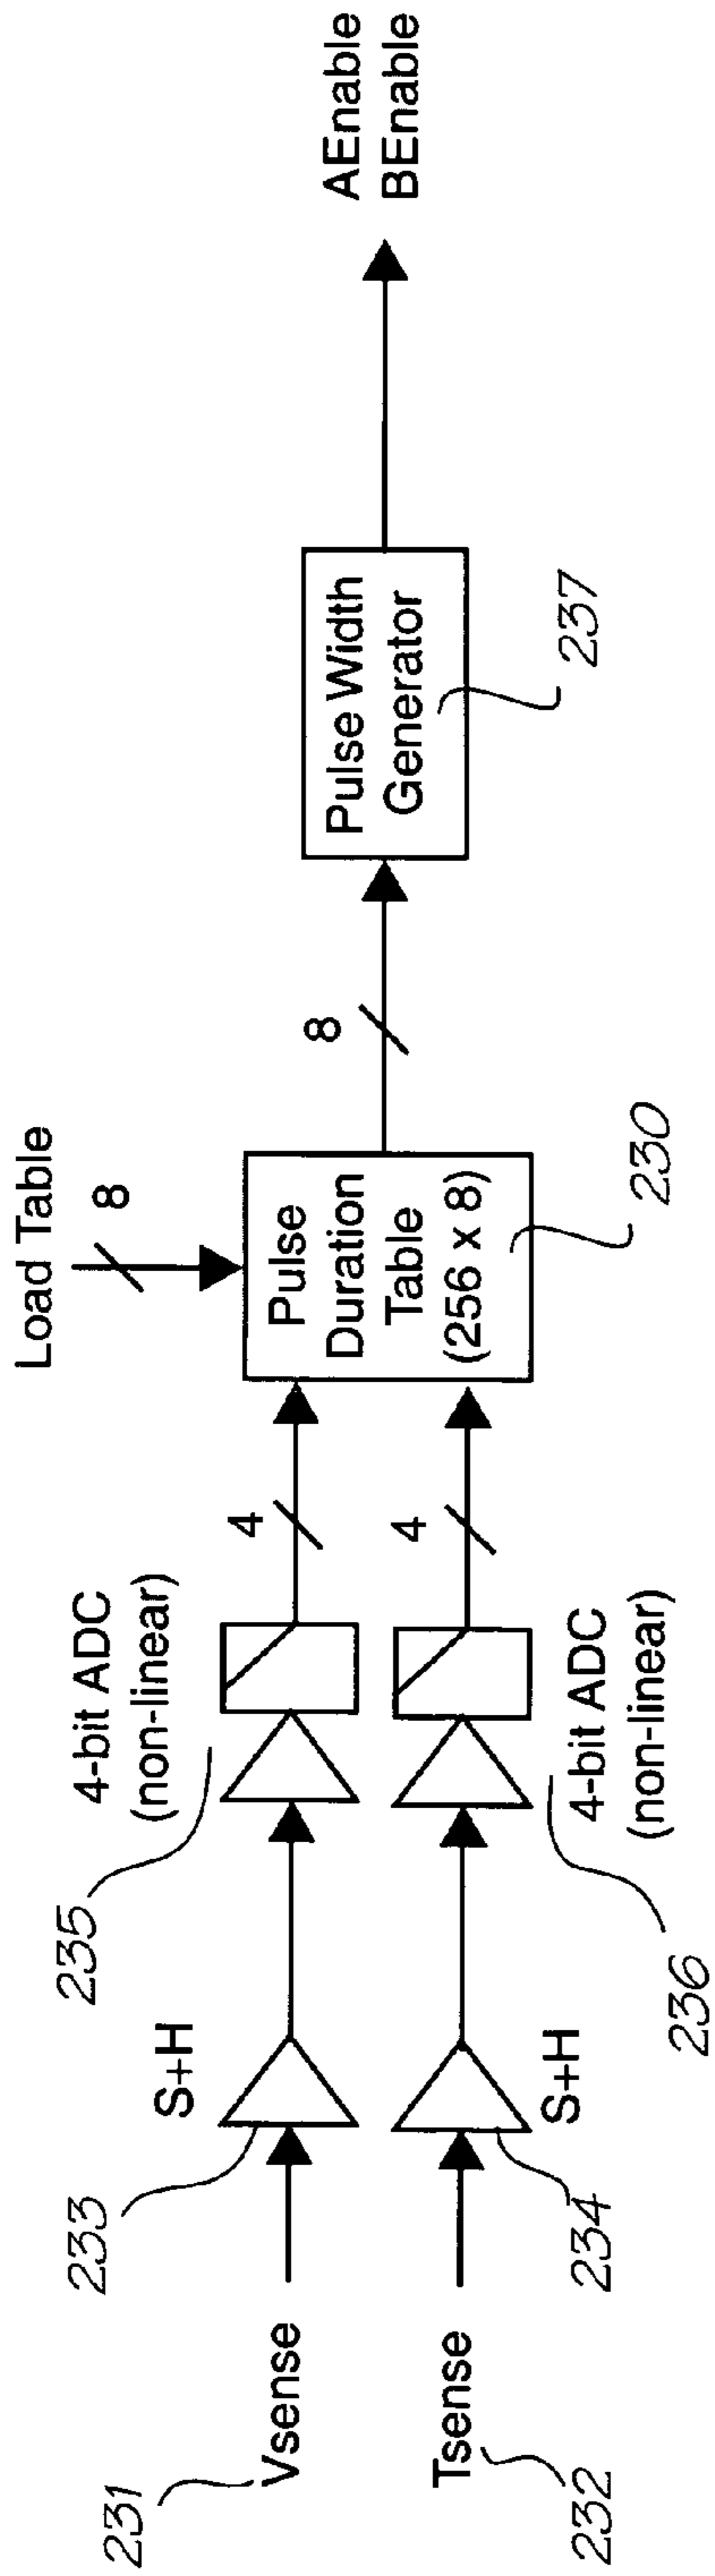 Load Table
8
AEnable
BEnable
231
Vsense
233
S+H
235
4-bit ADC
(non-linear)
4
Pulse
Duration
Table
(256 x 8)
230
8
Pulse Width
Generator
237
232
Tsense
234
S+H
236
4-bit ADC
(non-linear)
4